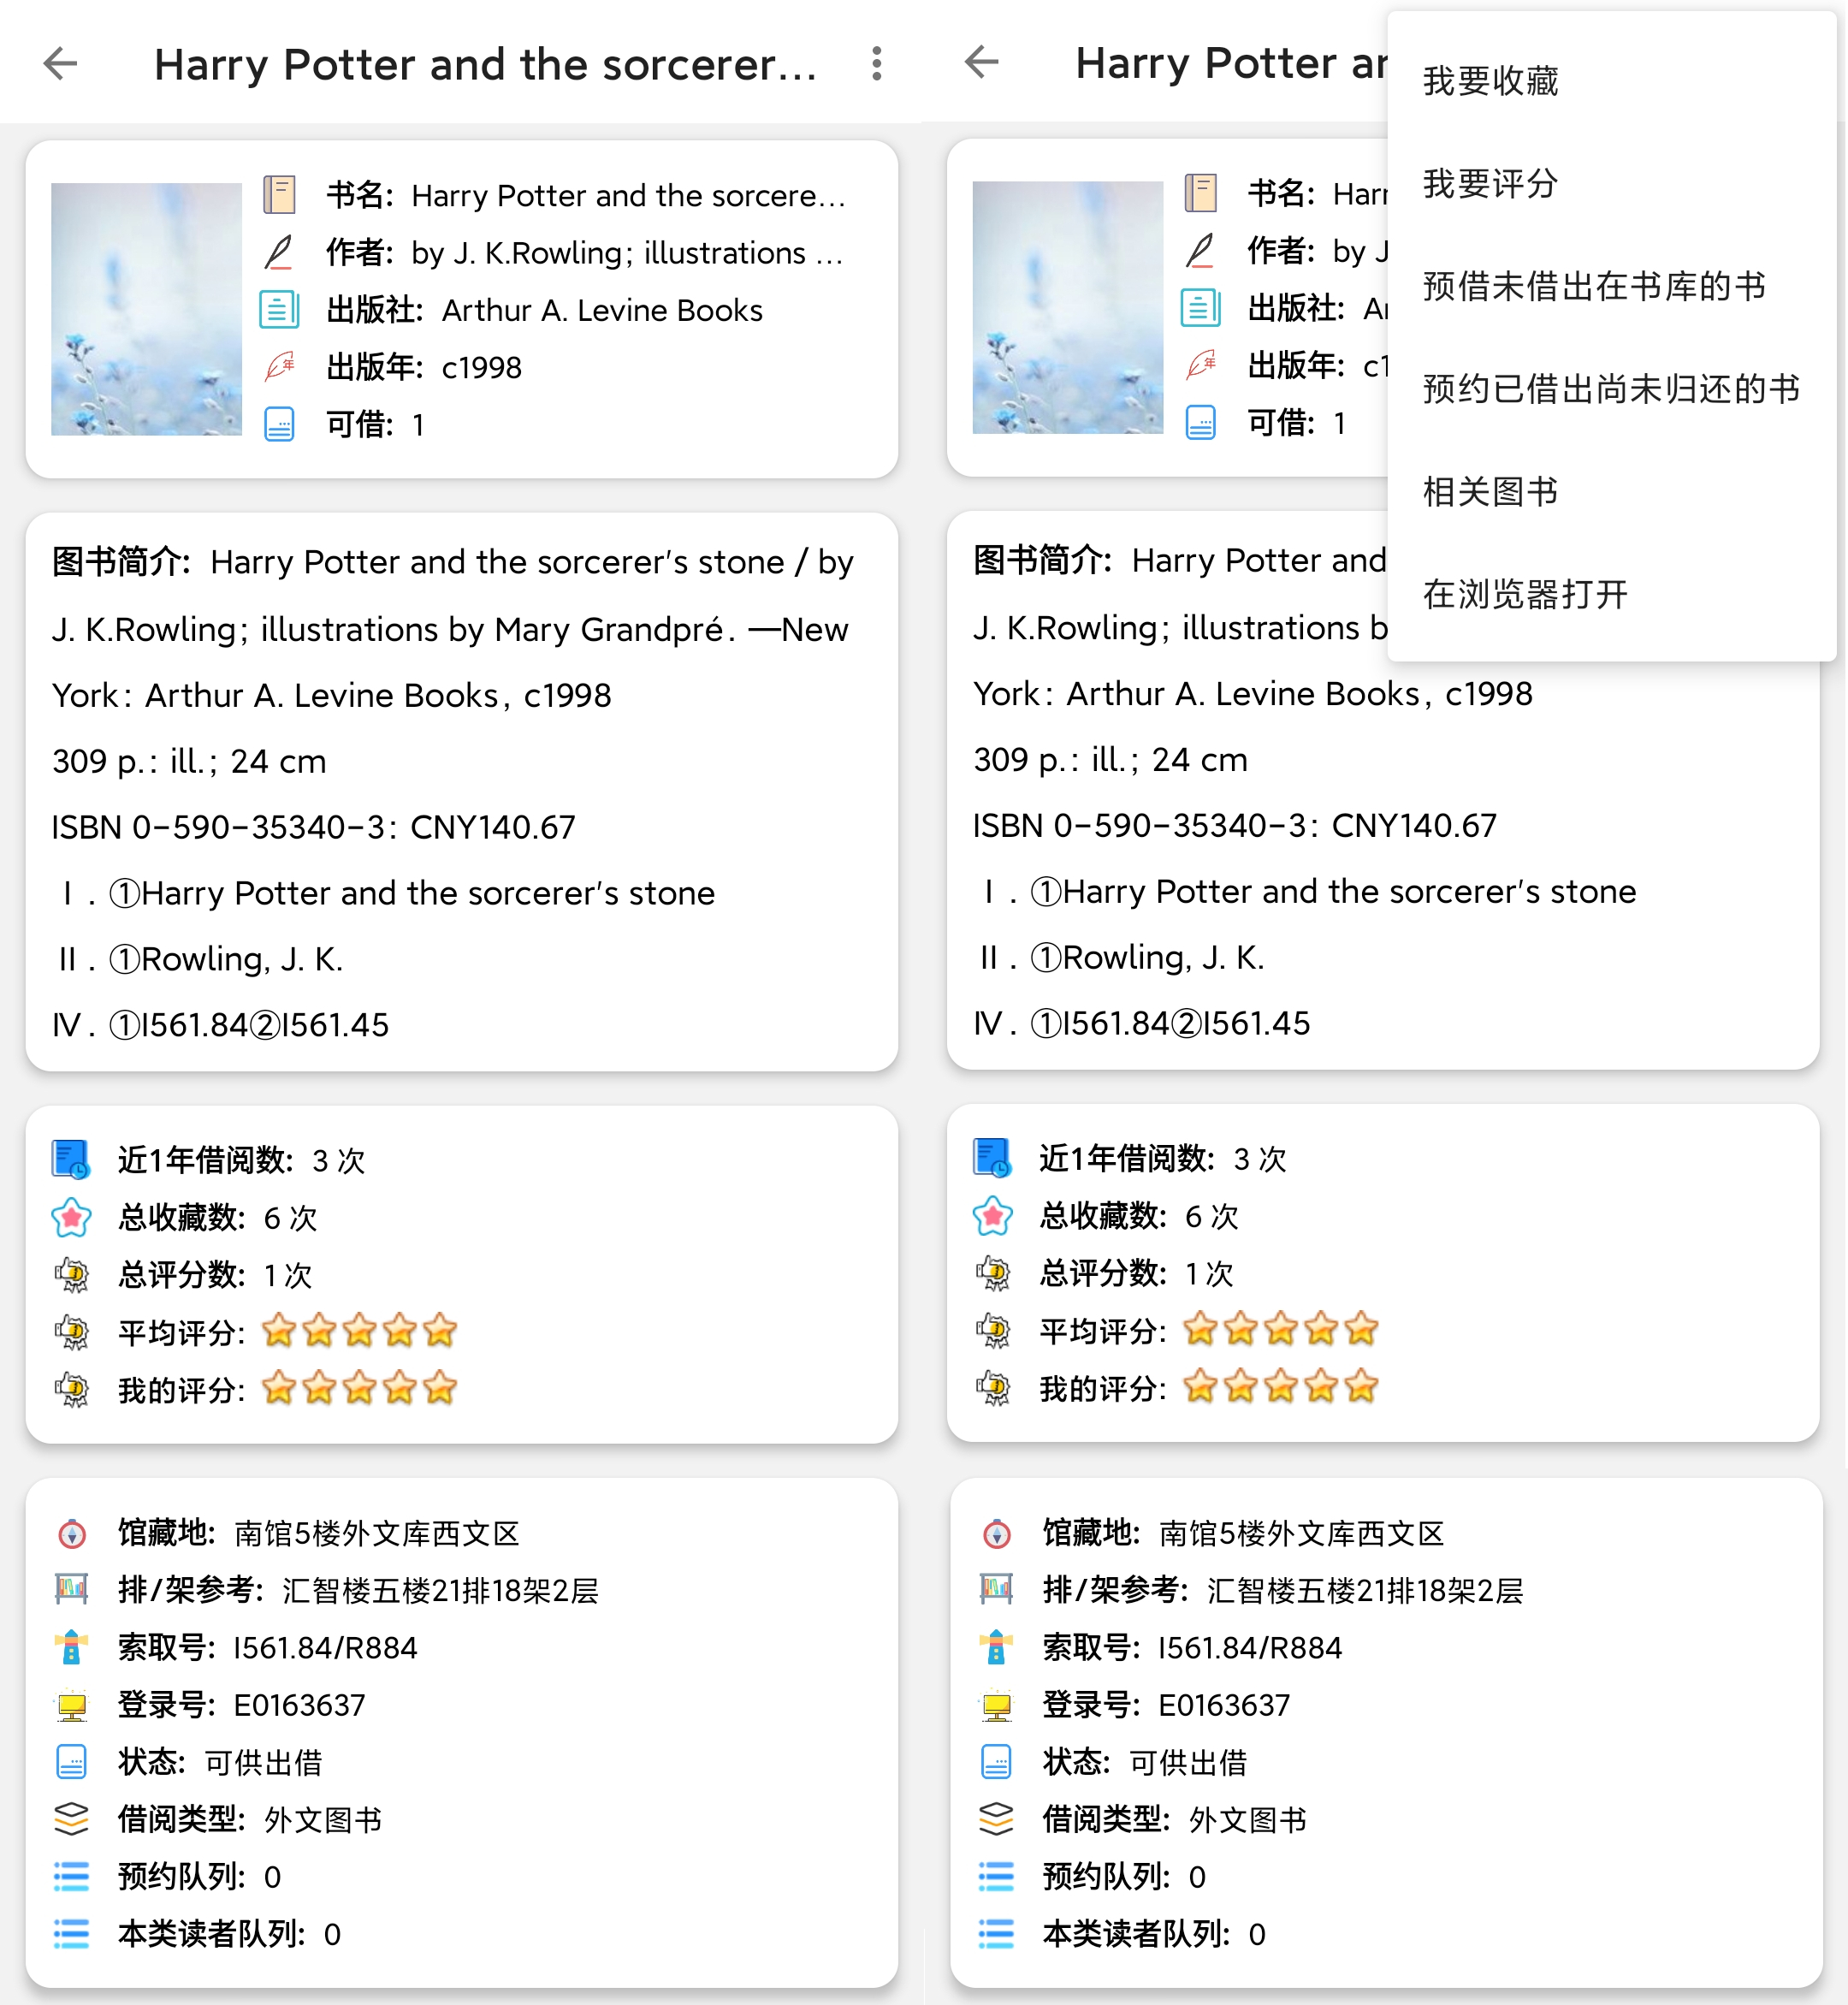 Harry Potter and the sorcerer...
书名: Harry Potter and the sorcere...
作者: by J. K.Rowling; illustrations ...
出版社: Arthur A. Levine Books
年
出版年: c1998
可借: 1
图书简介: Harry Potter and the sorcerer's stone / by
J. K.Rowling; illustrations by Mary Grandpré. —New
York: Arthur A. Levine Books, c1998
309 p.: ill.; 24 cm
ISBN 0-590-35340-3: CNY140.67
Ⅰ. ①Harry Potter and the sorcerer's stone
Ⅱ. ①Rowling, J. K.
Ⅳ. ①I561.84②I561.45
近1年借阅数: 3 次
总收藏数: 6 次
总评分数: 1 次
平均评分:
我的评分:
馆藏地: 南馆5楼外文库西文区
排/架参考: 汇智楼五楼21排18架2层
索取号: I561.84/R884
登录号: E0163637
状态: 可供出借
借阅类型: 外文图书
预约队列: 0
本类读者队列: 0
Harry Potter ar
我要收藏
我要评分
预借未借出在书库的书
预约已借出尚未归还的书
相关图书
在浏览器打开
书名: Harr
作者: by J
出版社: Ar
年
出版年: c1
可借: 1
图书简介: Harry Potter and
J. K.Rowling; illustrations b
York: Arthur A. Levine Books, c1998
309 p.: ill.; 24 cm
ISBN 0-590-35340-3: CNY140.67
Ⅰ. ①Harry Potter and the sorcerer's stone
Ⅱ. ①Rowling, J. K.
Ⅳ. ①I561.84②I561.45
近1年借阅数: 3 次
总收藏数: 6 次
总评分数: 1 次
平均评分:
我的评分:
馆藏地: 南馆5楼外文库西文区
排/架参考: 汇智楼五楼21排18架2层
索取号: I561.84/R884
登录号: E0163637
状态: 可供出借
借阅类型: 外文图书
预约队列: 0
本类读者队列: 0